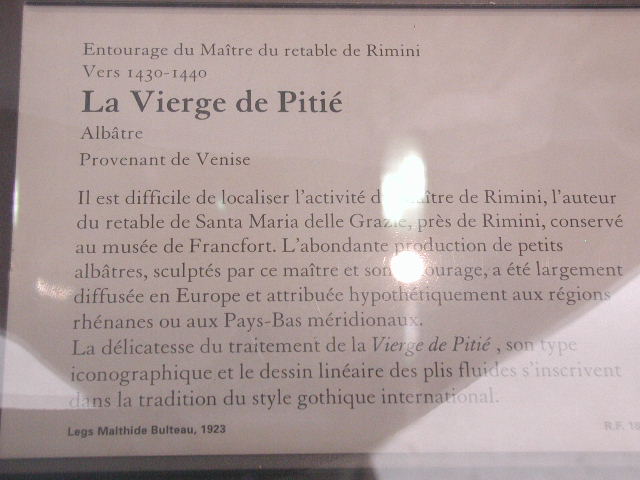 Entourage du Maître du retable de Rimini
Vers 1430-1440
La Vierge de Pitié
Albâtre
Provenant de Venise
Il est difficile de localiser l'activité de Rimini, l'auteur
du retable de Santa Maria delle Grazie, près de Rimini, conservé
au musée de Francfort. L'abondante production de petits
albâtres, sculptés par ce maître et son entourage, a été largement
diffusée en Europe et attribuée hypothétiquement aux régions
rhénanes ou aux Pays-Bas méridionaux.
La délicatesse du traitement de la Vierge de Pitié , son type
iconographique et le dessin linéaire des plis fluides s'inscrivent
dans la tradition du style gothique international.
Legs Malthide Bulteau, 1923
R.F.